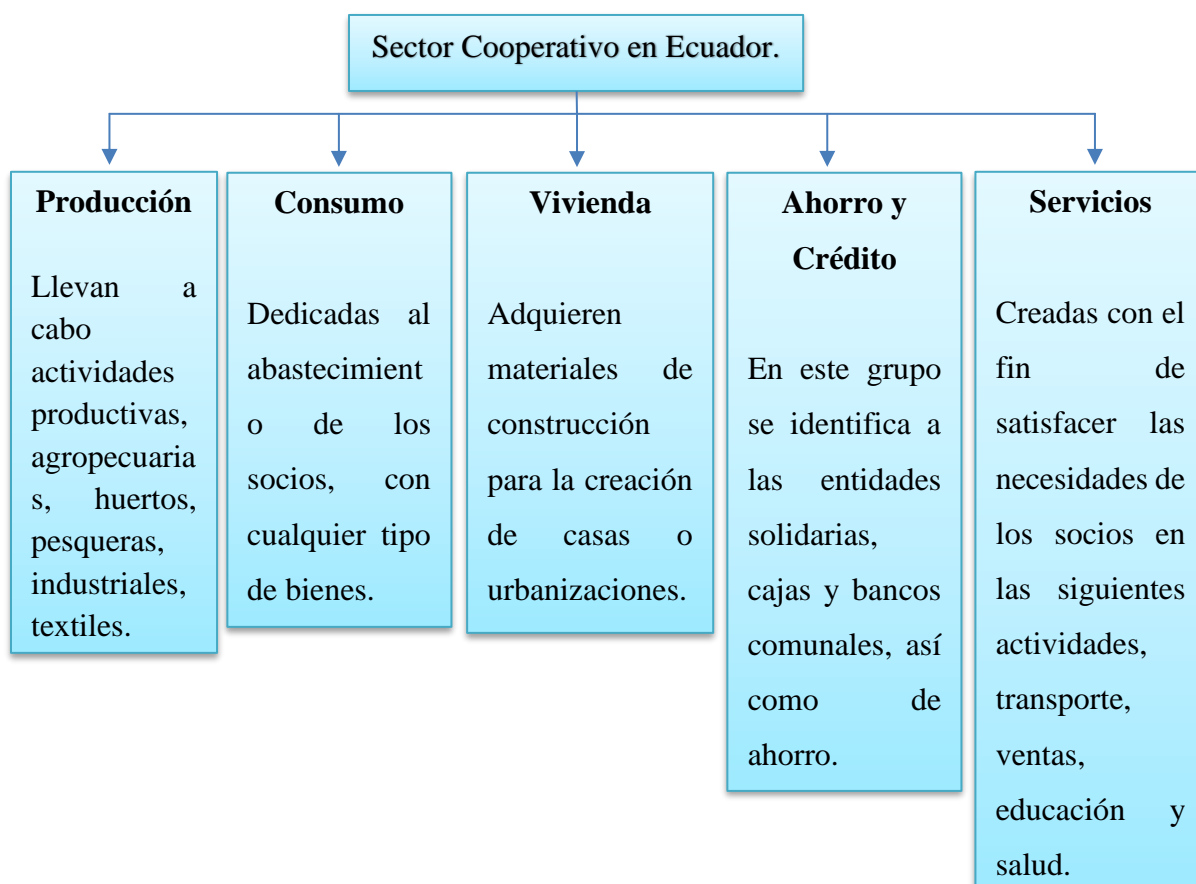 Sector Cooperativo en Ecuador.
Producción
Llevan a
cabo
actividades
productivas,
agropecuaria
s, huertos,
pesqueras,
industriales,
textiles.
Consumo
Dedicadas al
abastecimient
o de los
socios, con
cualquier tipo
de bienes.
Vivienda
Adquieren
materiales de
construcción
para la creación
de casas o
urbanizaciones.
Ahorro y
Crédito
En este grupo
se identifica a
las entidades
solidarias,
cajas y bancos
comunales, así
como de
ahorro.
Servicios
Creadas con el
fin de
satisfacer las
necesidades de
los socios en
las siguientes
actividades,
transporte,
ventas,
educación y
salud.